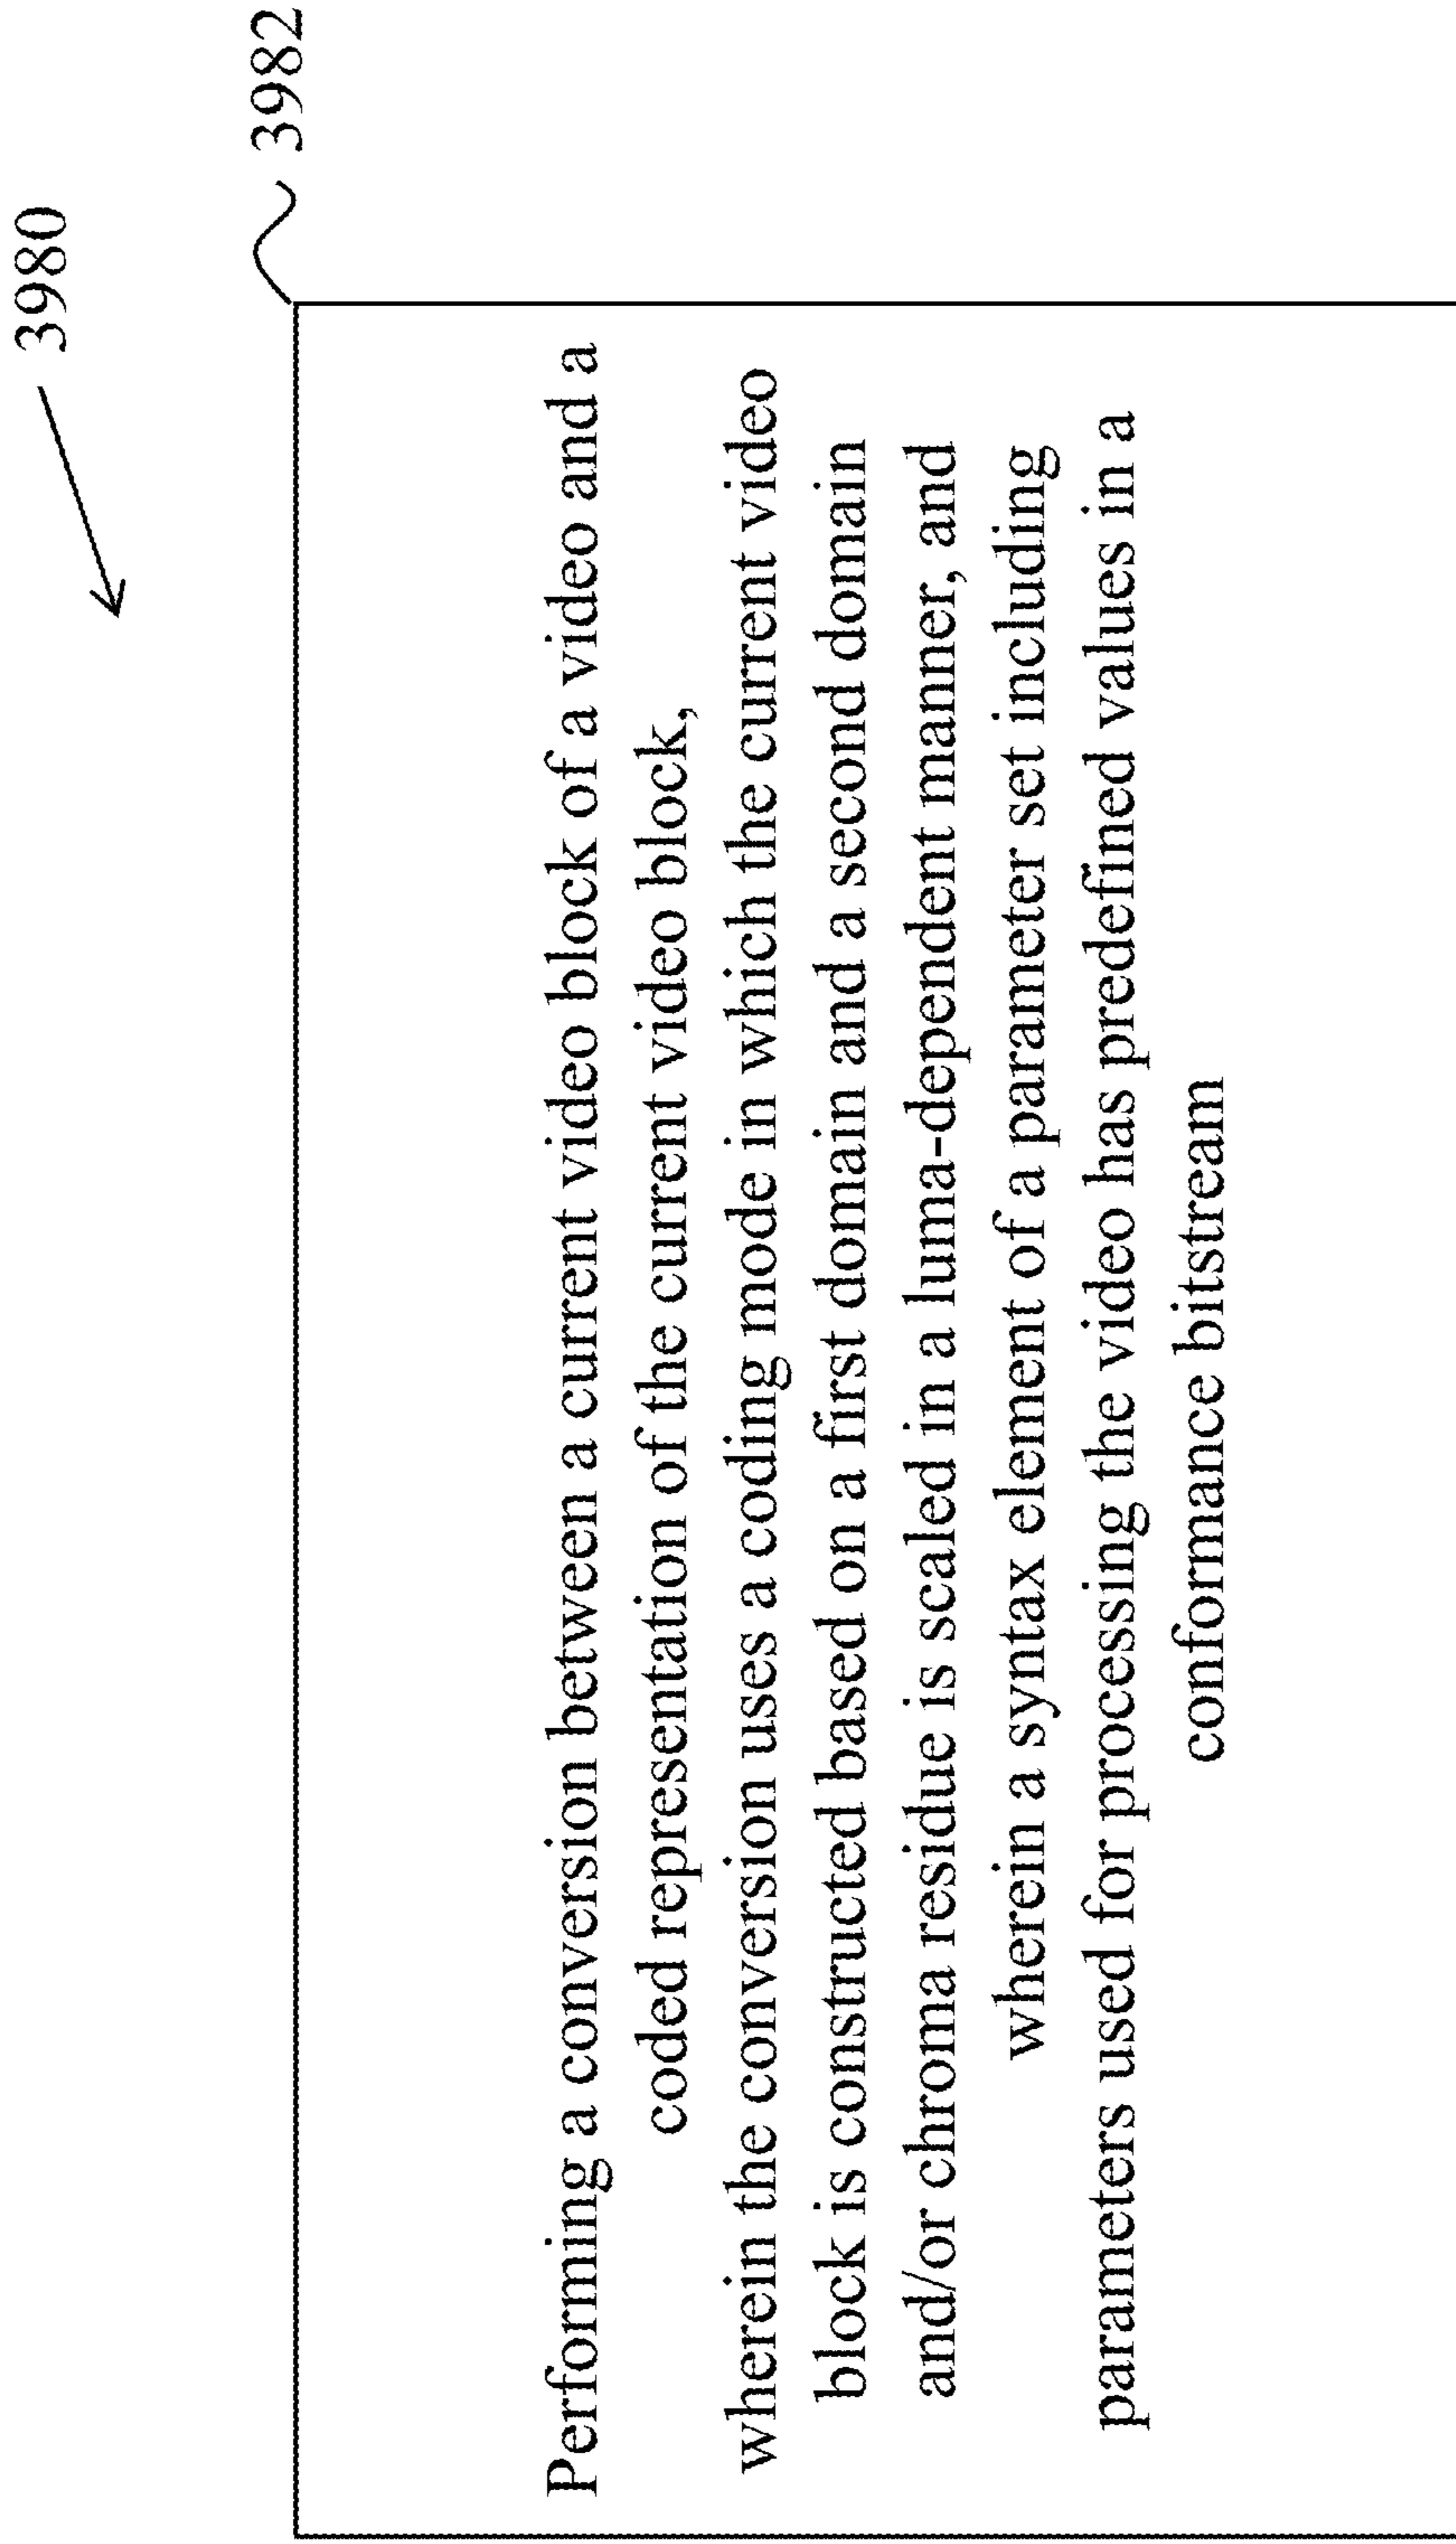 3980
3982
Performing a conversion between a current video block of a video and a
coded representation of the current video block,
wherein the conversion uses a coding mode in which the current video
block is constructed based on a first domain and a second domain
and/or chroma residue is scaled in a luma-dependent manner, and
wherein a syntax element of a parameter set including
parameters used for processing the video has predefined values in a
conformance bitstream